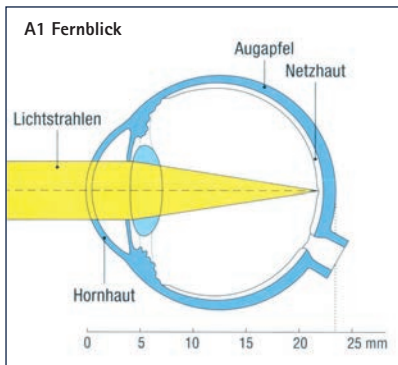 A1 Fernblick
Augapfel
Netzhaut
Lichtstrahlen
Hornhaut
0 5 10 15 20 25 mm